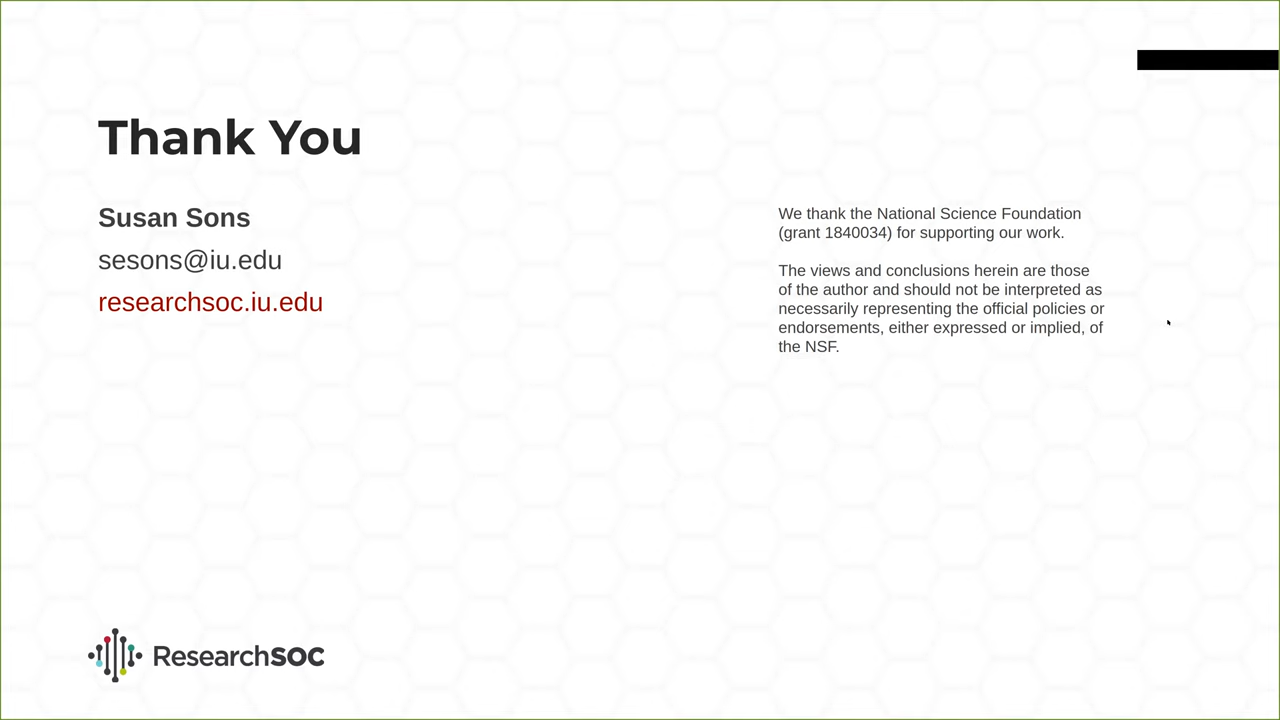 Thank You
Susan Sons
sesons@iu.edu
researchsoc.iu.edu
We thank the National Science Foundation
(grant 1840034) for supporting our work.
The views and conclusions herein are those
of the author and should not be interpreted as
necessarily representing the official policies or
endorsements, either expressed or implied, of
the NSF.
ResearchSOC